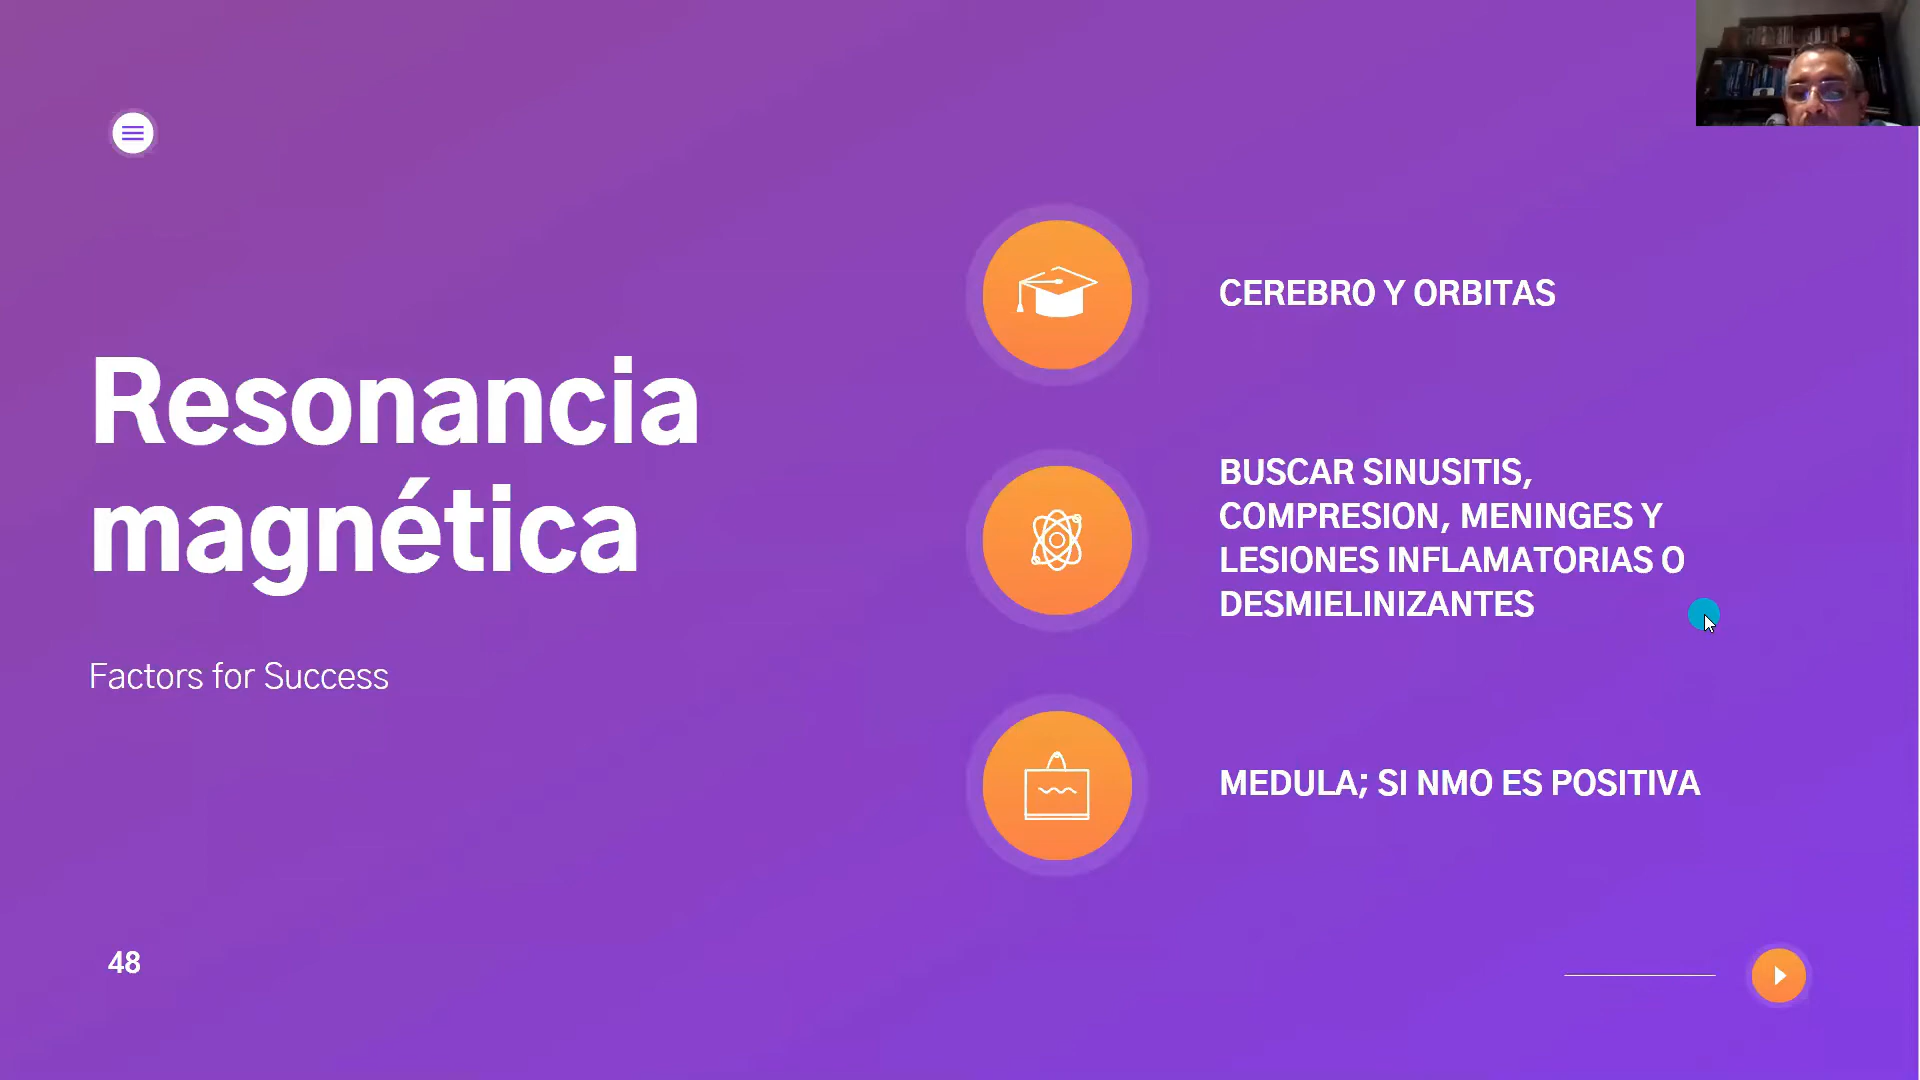 Resonancia
magnética
Factors for Success
CEREBRO Y ORBITAS
BUSCAR SINUSITIS,
COMPRESION, MENINGES Y
LESIONES INFLAMATORIAS O
DESMIELINIZANTES
MEDULA; SI NMO ES POSITIVA
48